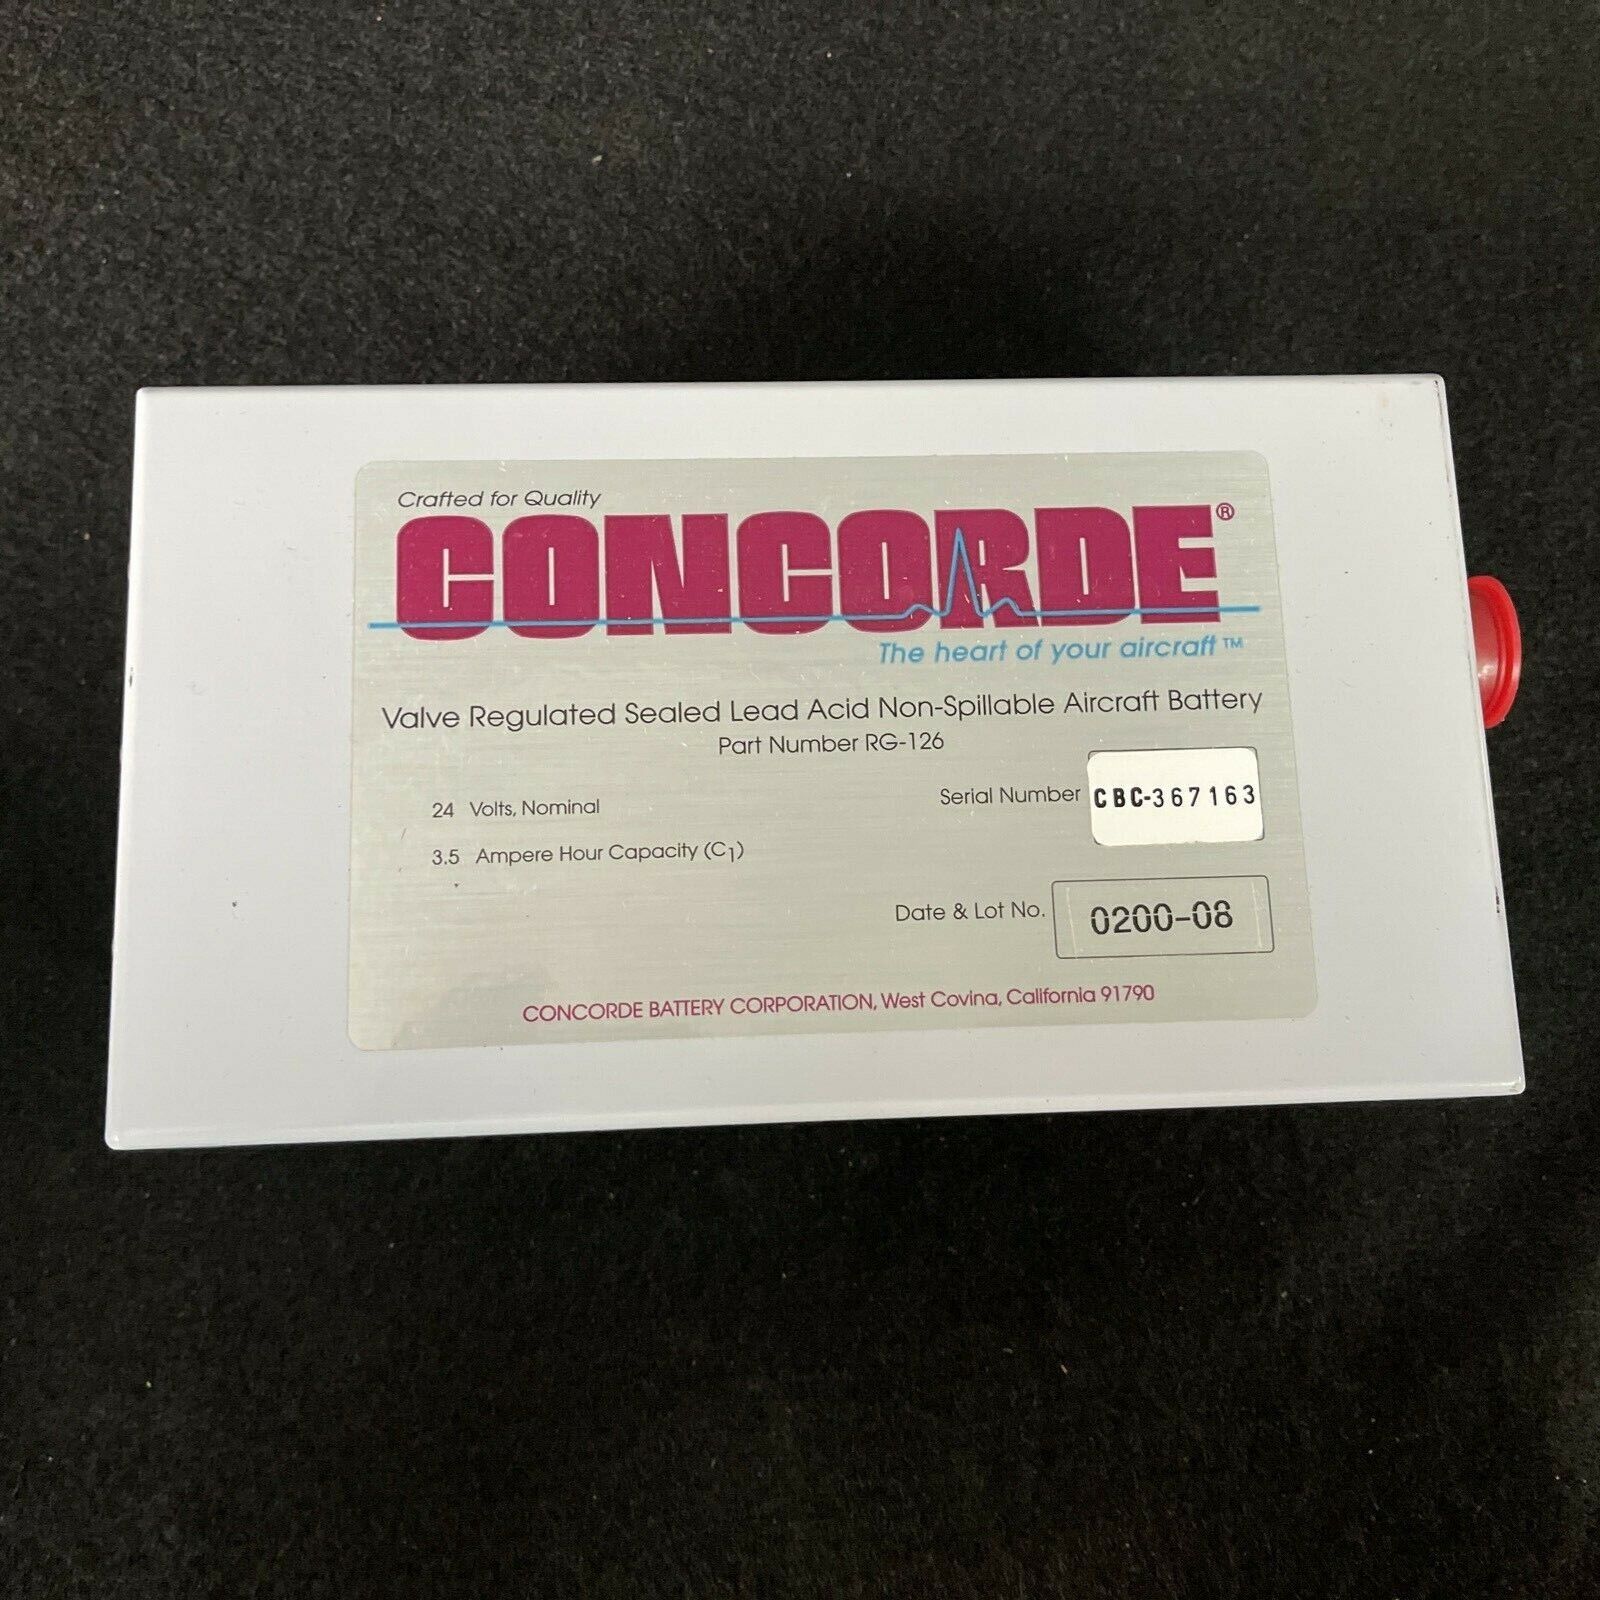 Crafted for Quality
CONCORDE®
The heart of your aircraft™
Valve Regulated Sealed Lead Acid Non-Spillable Aircraft Battery
Part Number RG-126
24 Volts, Nominal
Serial Number CBC-367163
3.5 Ampere Hour Capacity (C1)
Date & Lot No. 0200-08
CONCORDE BATTERY CORPORATION, West Covina, California 91790